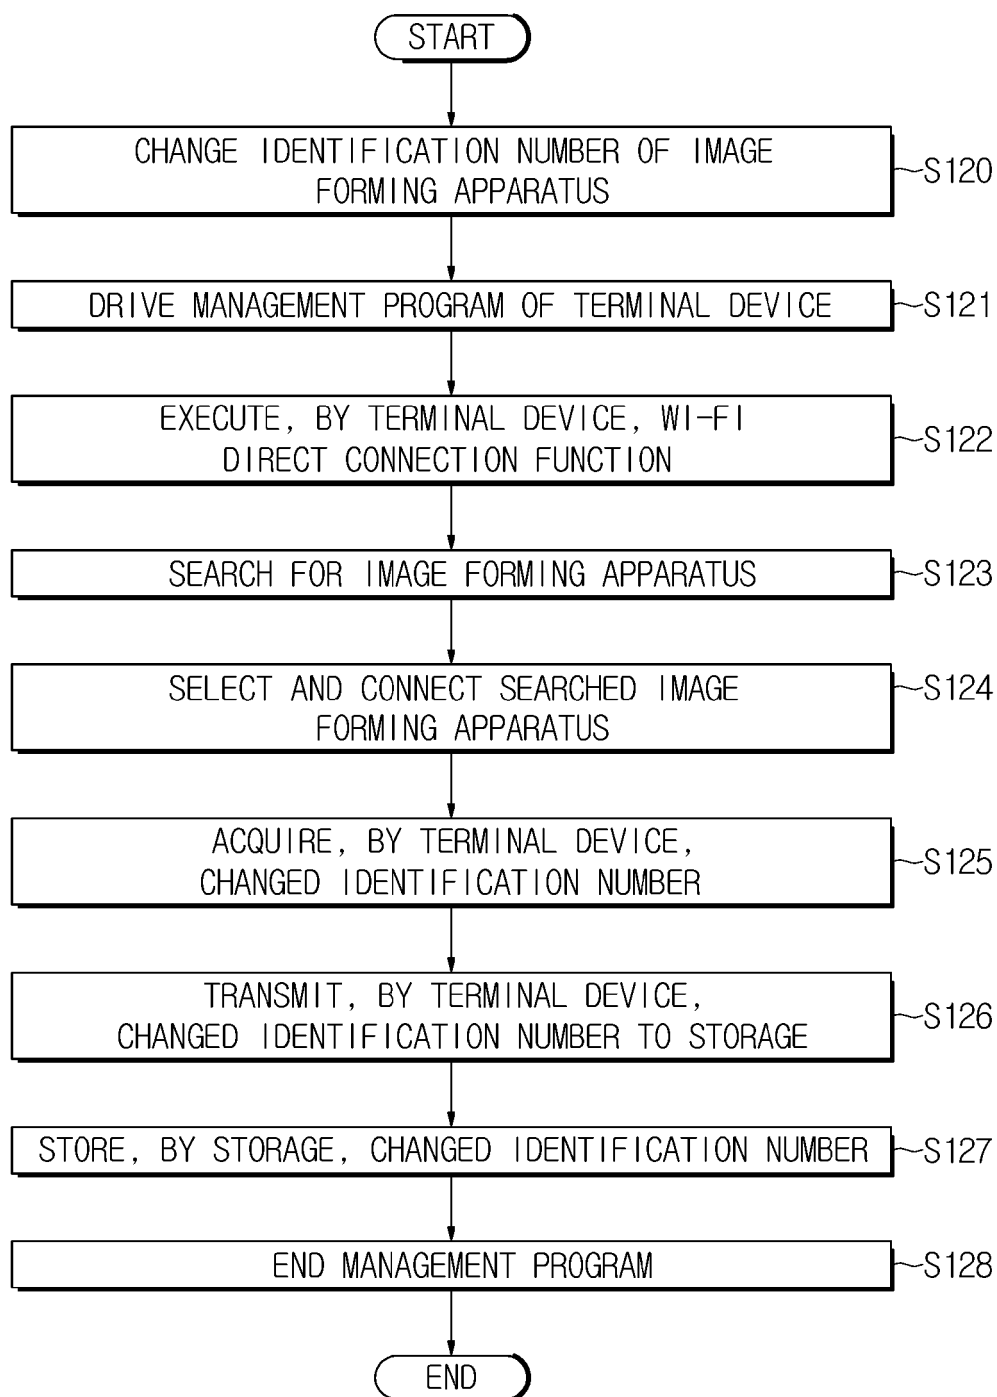 START
CHANGE IDENTIFICATION NUMBER OF IMAGE
FORMING APPARATUS
S120
DRIVE MANAGEMENT PROGRAM OF TERMINAL DEVICE
S121
EXECUTE, BY TERMINAL DEVICE, WI-FI
DIRECT CONNECTION FUNCTION
S122
SEARCH FOR IMAGE FORMING APPARATUS
S123
SELECT AND CONNECT SEARCHED IMAGE
FORMING APPARATUS
S124
ACQUIRE, BY TERMINAL DEVICE,
CHANGED IDENTIFICATION NUMBER
S125
TRANSMIT, BY TERMINAL DEVICE,
CHANGED IDENTIFICATION NUMBER TO STORAGE
S126
STORE, BY STORAGE, CHANGED IDENTIFICATION NUMBER
S127
END MANAGEMENT PROGRAM
S128
END